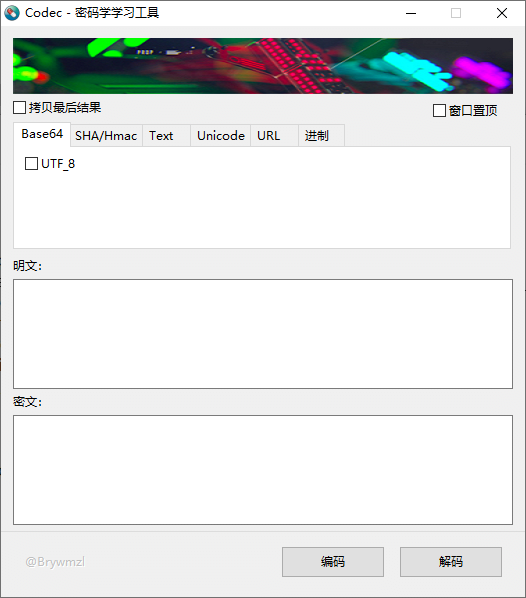 Codec - 密码学学习工具
拷贝最后结果
窗口置顶
Base64 SHA/Hmac Text Unicode URL 进制
UTF_8
明文:
密文:
@Brywmzl
编码 解码